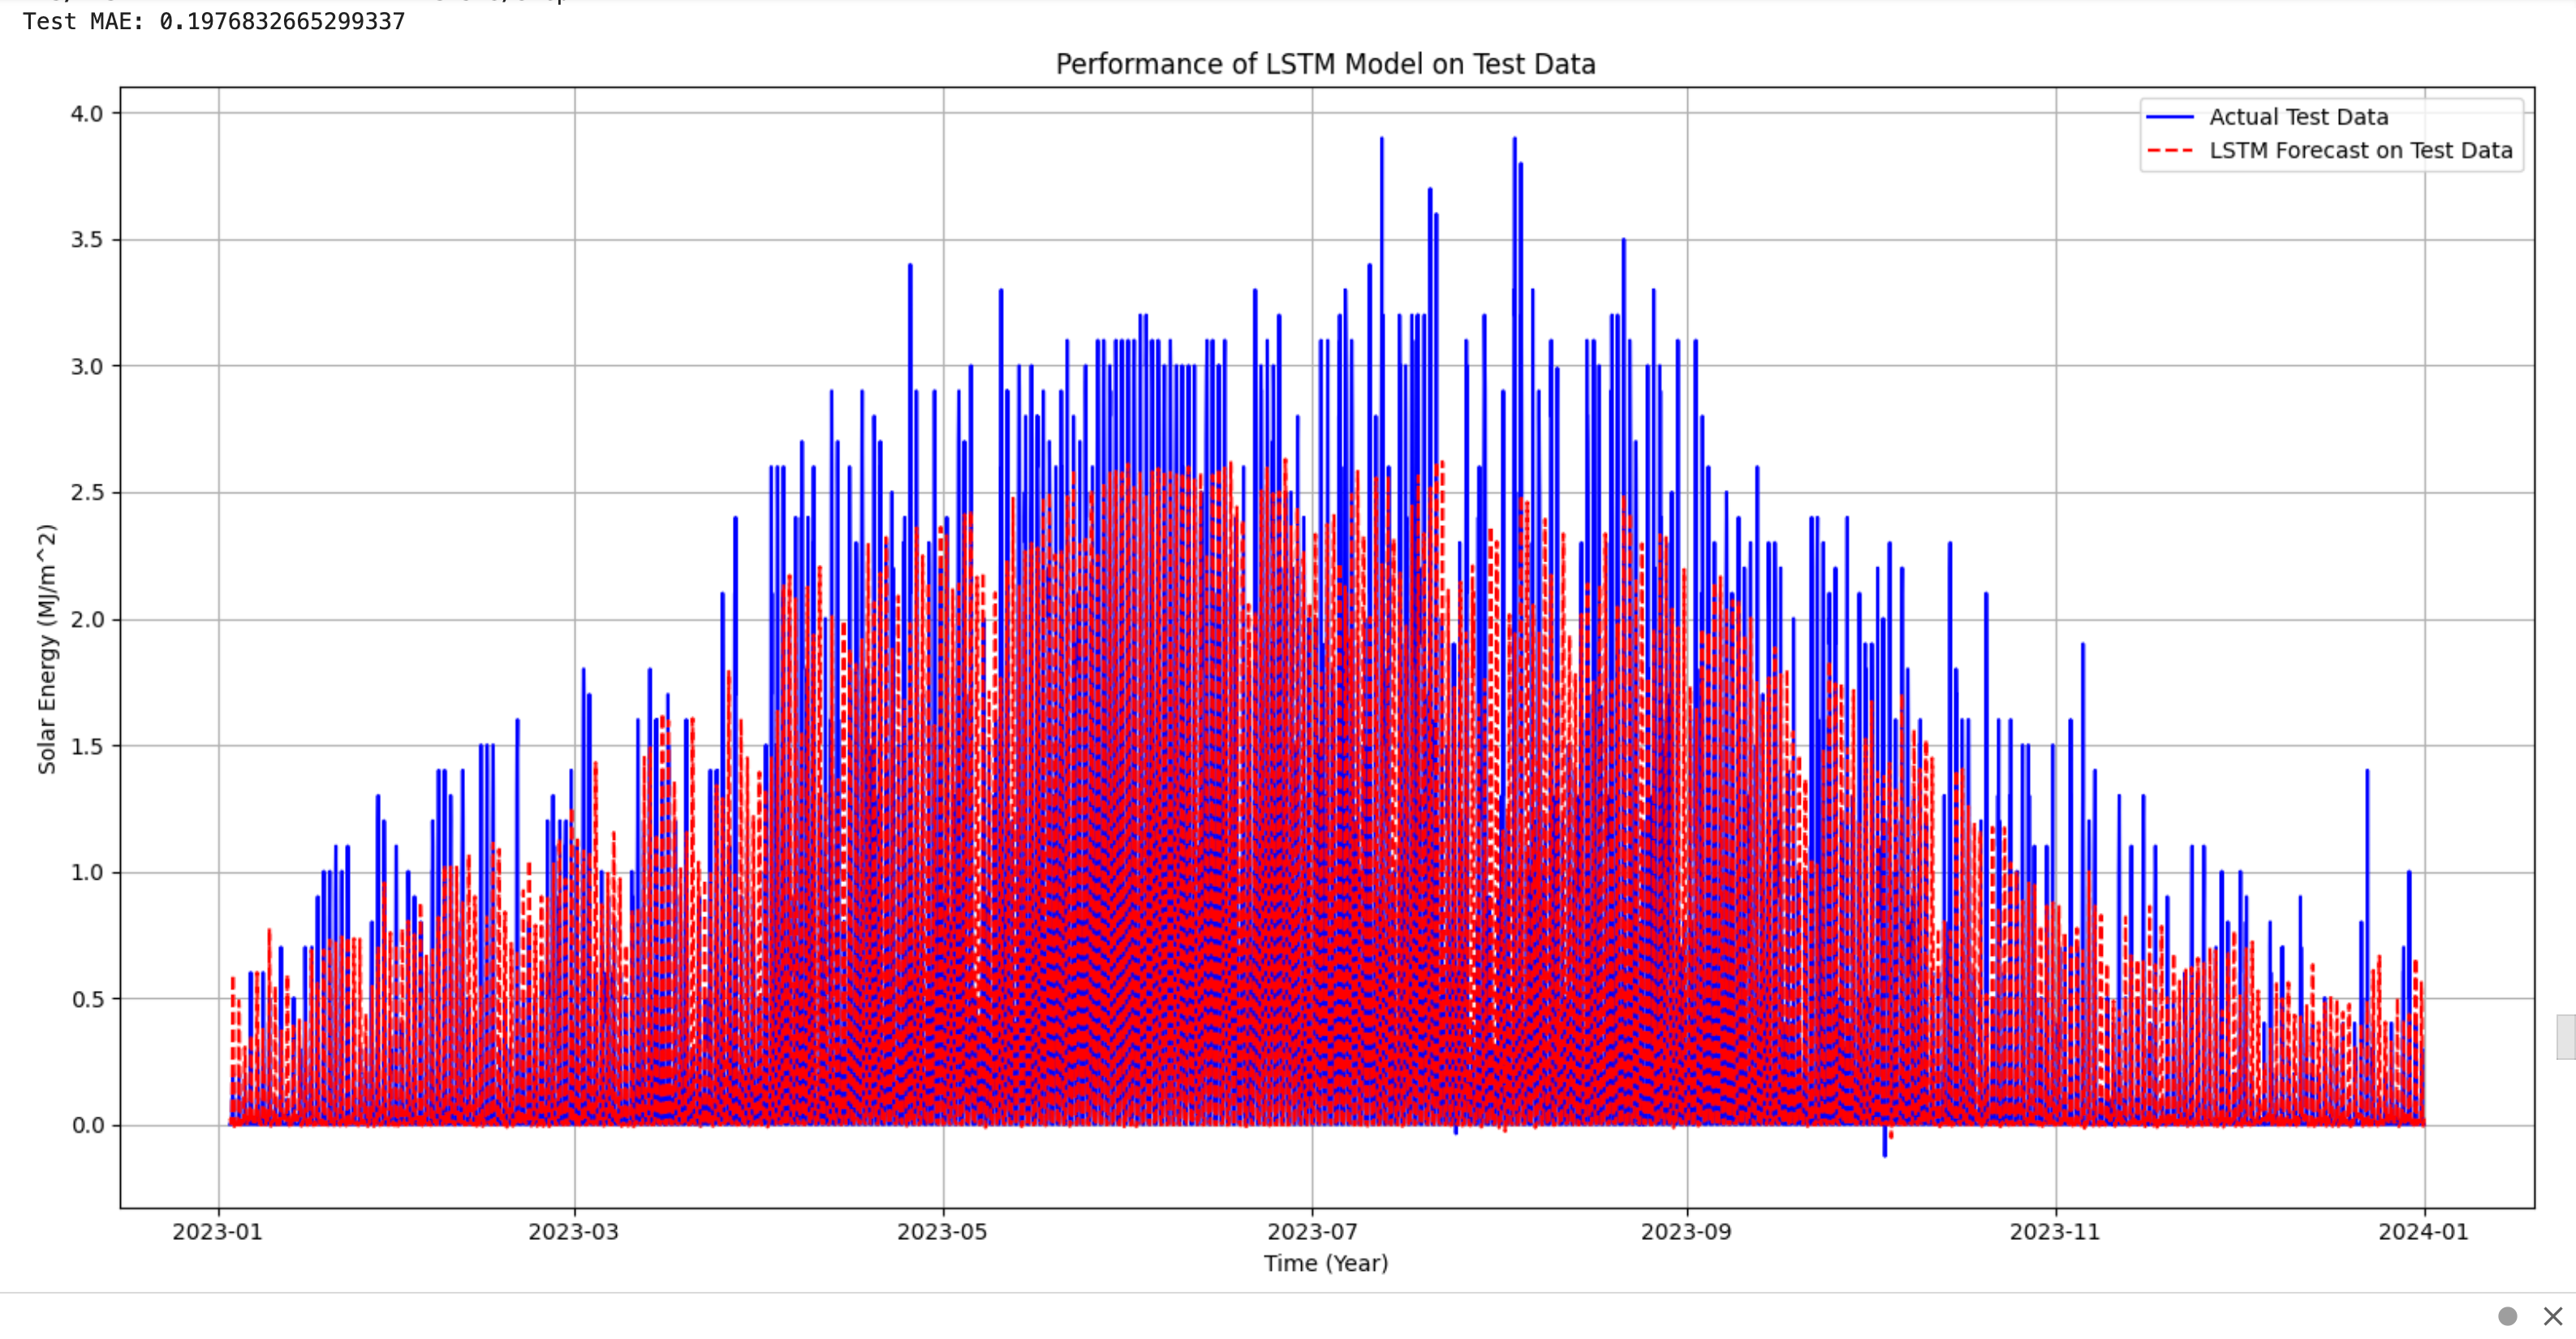 Test MAE: 0.1976832665299337
Performance of LSTM Model on Test Data
Actual Test Data
LSTM Forecast on Test Data
4.0
3.5
3.0
2.5
2.0
1.5
1.0
0.5
0.0
Solar Energy (MJ/m^2)
2023-01 2023-03 2023-05 2023-07 2023-09 2023-11 2024-01
Time (Year)